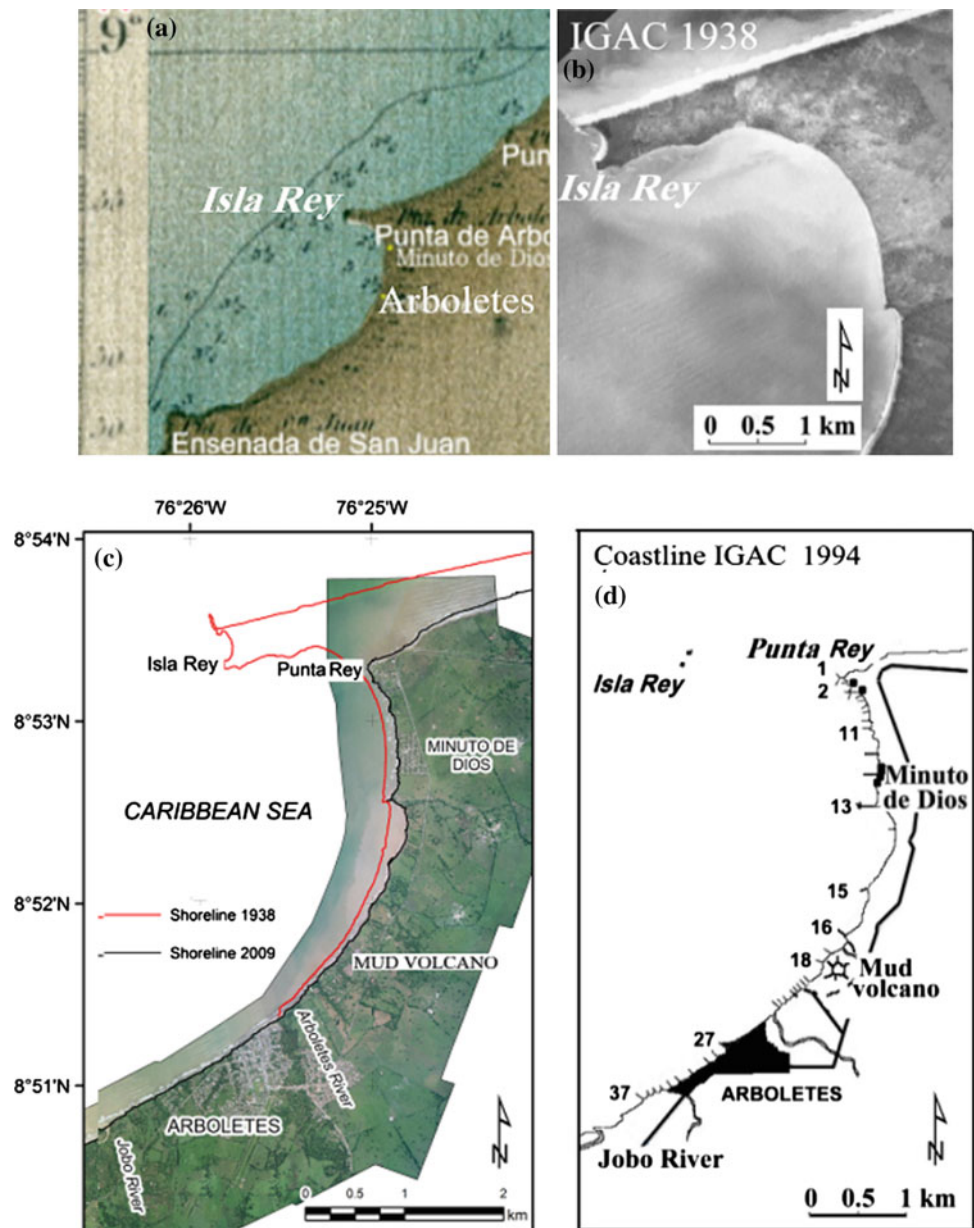 9°
(a)
Isla Rey
Pun
Punta de Arbo
Minuto de Dios
Arboletes
Ensenada de San Juan
IGAC 1938
(b)
Isla Rey
N
0 0.5 1 km
76°26'W
76°25'W
8°54'N
(c)
Isla Rey
Punta Rey
8°53'N
MINUTO DE
DIOS
CARIBBEAN SEA
8°52'N
Shoreline 1938
Shoreline 2009
MUD VOLCANO
Arboletes River
8°51'N
ARBOLETES
Jobo River
N
0 0.5 1 2
km
Coastline IGAC 1994
(d)
Punta Rey
1
Isla Rey
2
11
Minuto
de Dios
13
15
16
18
Mud
volcano
27
37
ARBOLETES
Jobo River
N
0 0.5 1 km